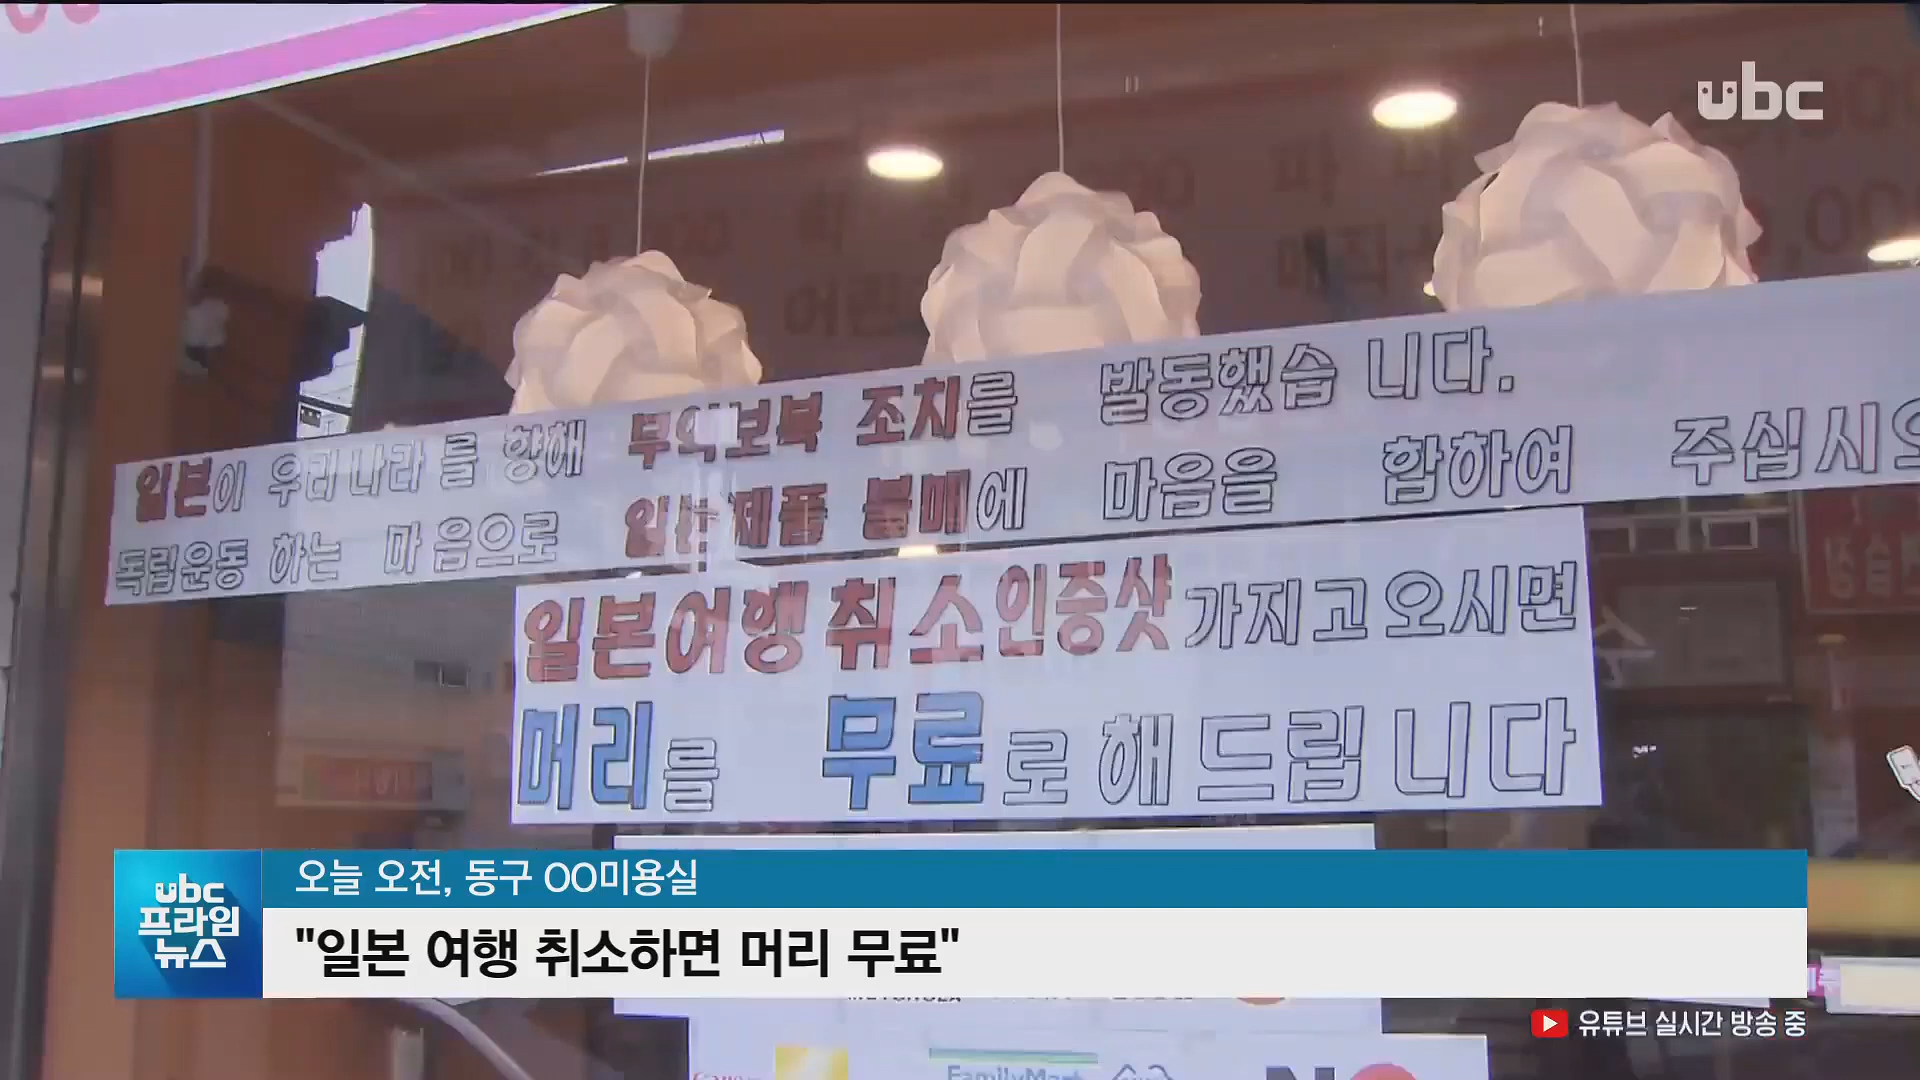 ubc
일본이 우리나라를 향해 무역보복 조치를 발동했습니다.
독립운동 하는 마음으로 일본제품 불매에 마음을 합하여 주십시오
일본여행 취소인증샷 가지고오시면
머리를 무료로 해드립니다
오늘 오전, 동구 OO미용실
ubc
프라임
뉴스
"일본 여행 취소하면 머리 무료"
유튜브 실시간 방송 중
FamilyMart